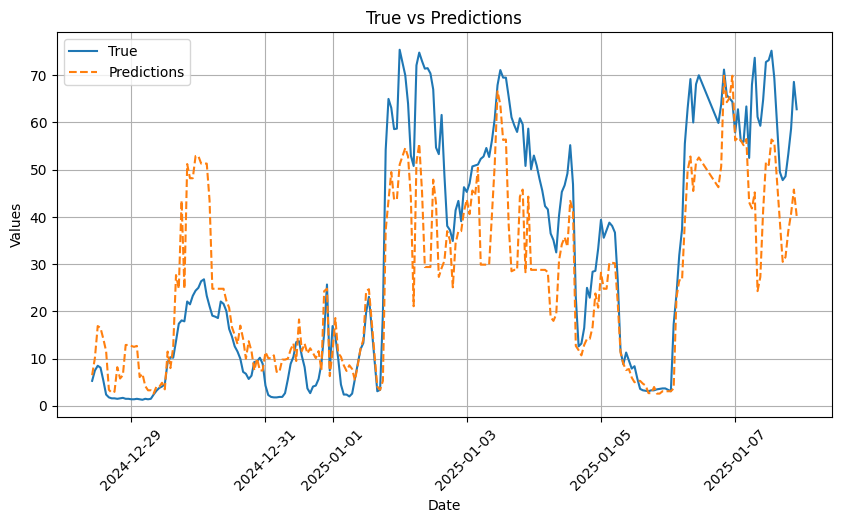 True vs Predictions
True
Predictions
Values
70
60
50
40
30
20
10
0
2024-12-29
2024-12-31
2025-01-01
2025-01-03
2025-01-05
2025-01-07
Date